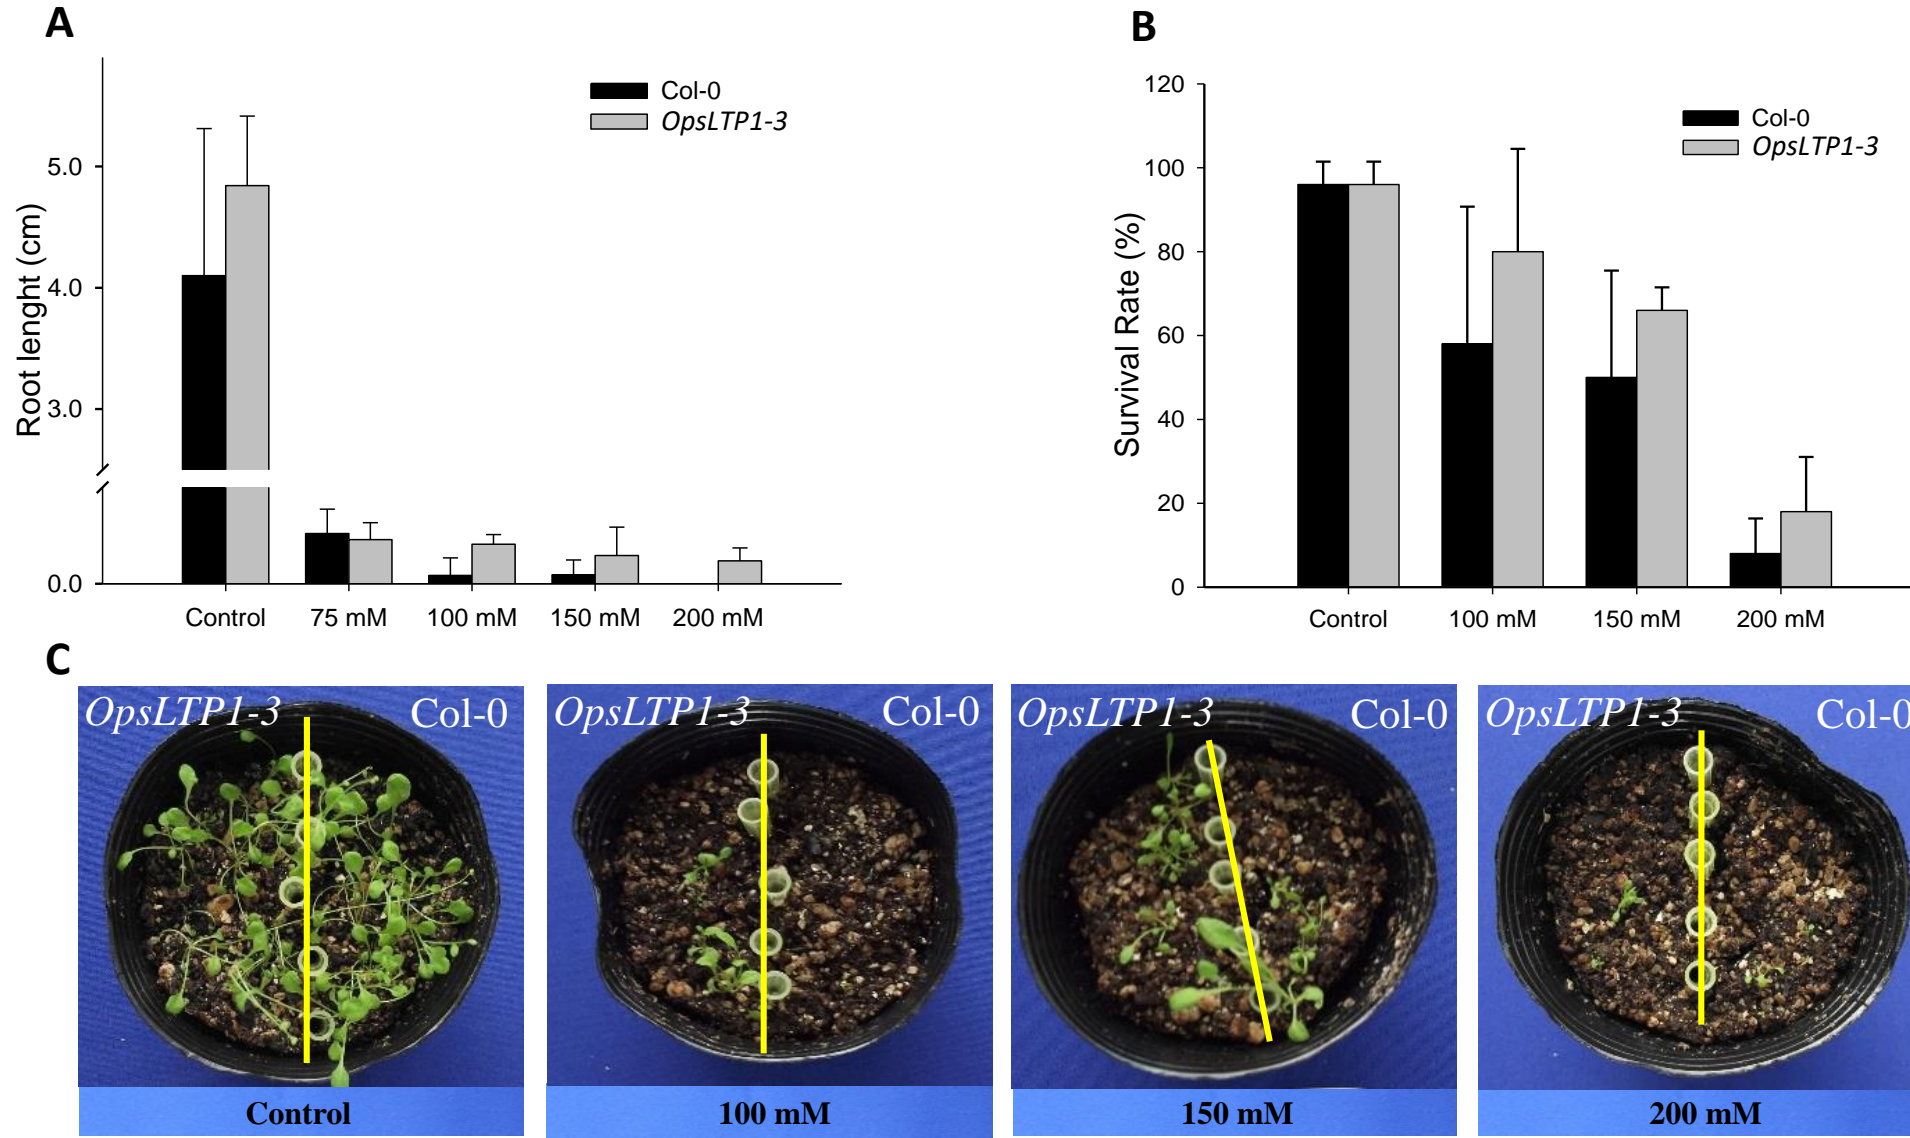 A
Col-0
OpsLTP1-3
5.0
4.0
3.0
0.0
Root lenght (cm)
Control 75 mM 100 mM 150 mM 200 mM
B
Col-0
OpsLTP1-3
120
100
80
60
40
20
0
Survival Rate (%)
Control 100 mM 150 mM 200 mM
C
OpsLTP1-3 Col-0
Control
OpsLTP1-3 Col-0
100 mM
OpsLTP1-3 Col-0
150 mM
OpsLTP1-3 Col-0
200 mM